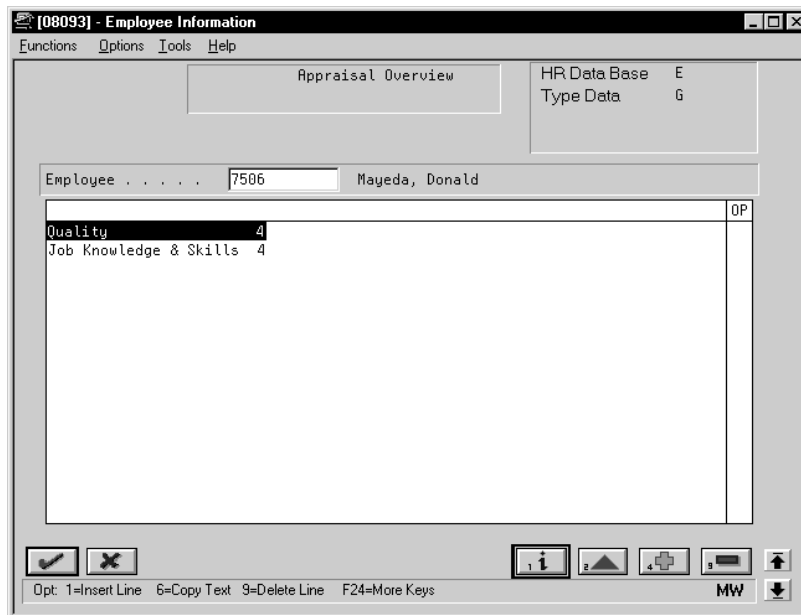 [08093] - Employee Information
Functions Options Tools Help
Appraisal Overview
HR Data Base E
Type Data G
Employee . . . . . 7506 Mayeda, Donald
OP
Quality 4
Job Knowledge & Skills 4
1 i 2 4 9
Opt: 1=Insert Line 6=Copy Text 9=Delete Line F24=More Keys MW